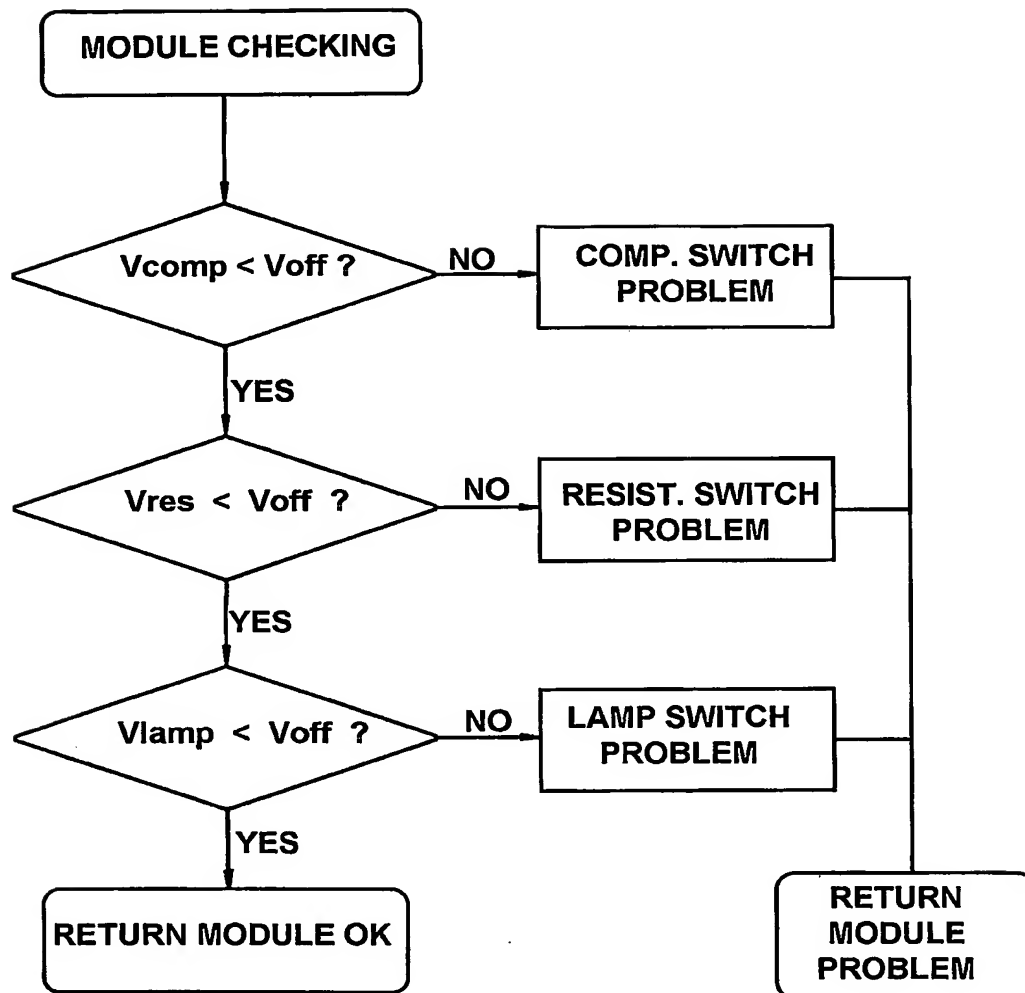 MODULE CHECKING
Vcomp < Voff ?
NO
COMP. SWITCH
PROBLEM
YES
Vres < Voff ?
NO
RESIST. SWITCH
PROBLEM
YES
Vlamp < Voff ?
NO
LAMP SWITCH
PROBLEM
YES
RETURN MODULE OK
RETURN
MODULE
PROBLEM